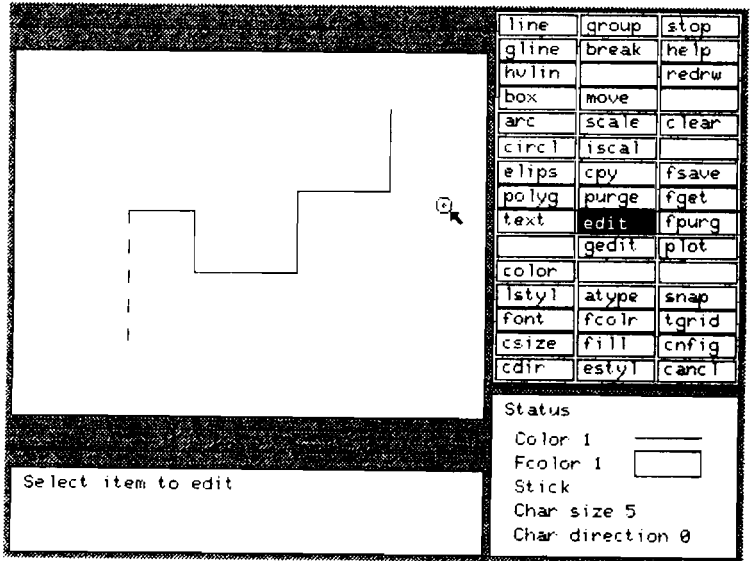 line group stop
gline break help
hvlin redrw
box move
arc scale clear
circl iscal
elips cpy fsave
polyg purge fget
text edit fpurg
gedit plot
color
lstyl atype snap
font fcolr tgrid
csize fill cnfig
cdir estyl cancl
Status
Color 1
Fcolor 1
Stick
Char size 5
Char direction 0
Select item to edit